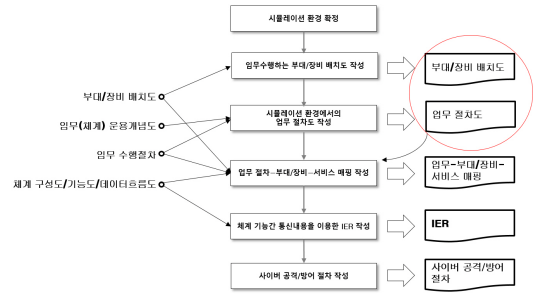 시뮬레이션 환경 확정
임무수행하는 부대/장비 배치도 작성
부대/장비 배치도
부대/장비 배치도
시뮬레이션 환경에서의
업무 절차도 작성
업무 절차도
임무(체계) 운용개념도
임무 수행절차
업무 절차-부대/장비-서비스 매핑 작성
업무-부대/장비-
서비스 매핑
체계 구성도/기능도/데이터흐름도
체계 기능간 통신내용을 이용한 IER 작성
IER
사이버 공격/방어 절차 작성
사이버 공격/방어
절차